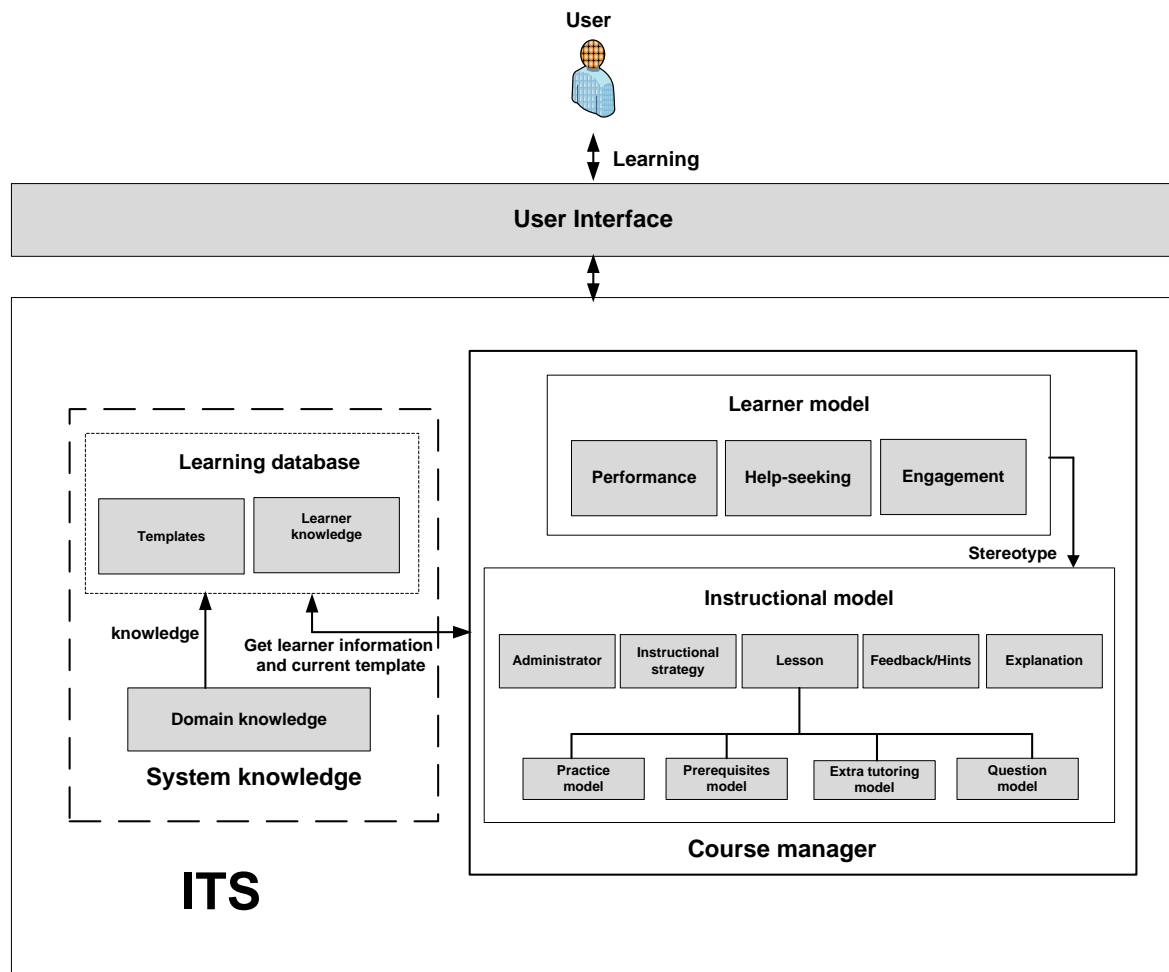 User
Learning
User Interface
Learner model
Performance
Help-seeking
Engagement
Stereotype
Learning database
Templates
Learner
knowledge
knowledge
Get learner information
and current template
Domain knowledge
System knowledge
Instructional model
Administrator
Instructional
strategy
Lesson
Feedback/Hints
Explanation
Practice
model
Prerequisites
model
Extra tutoring
model
Question
model
Course manager
ITS